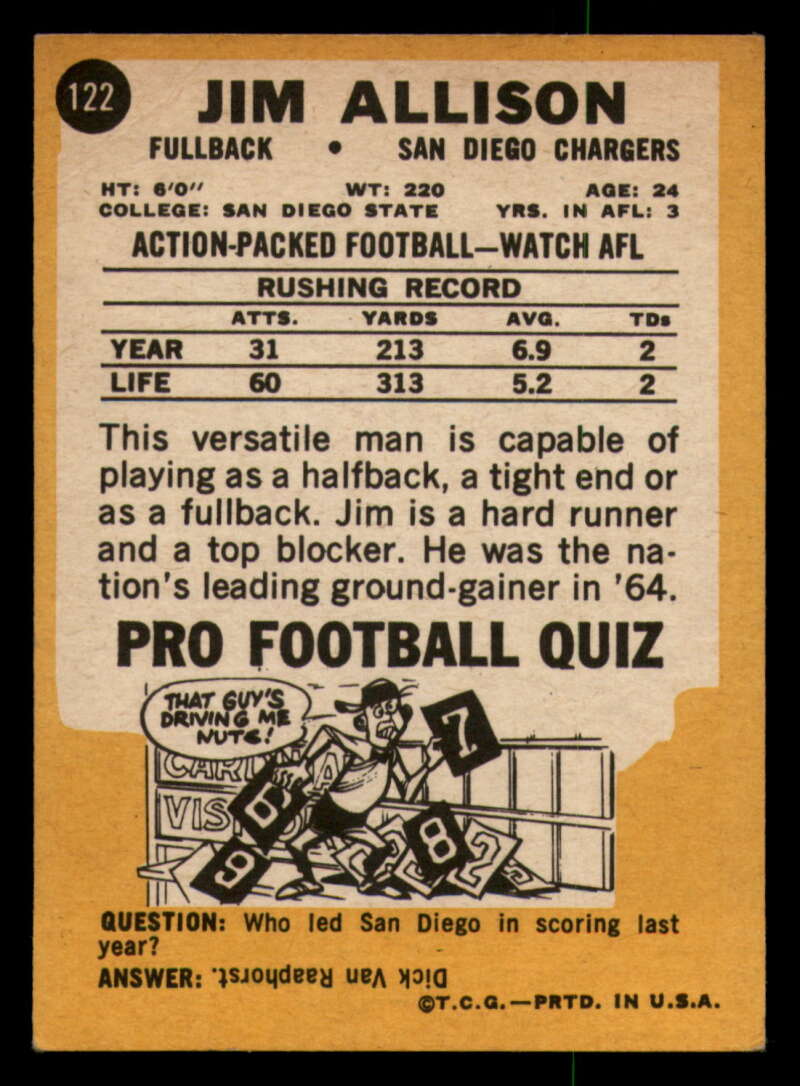 122
JIM ALLISON
FULLBACK • SAN DIEGO CHARGERS
HT: 6'0" WT: 220 AGE: 24
COLLEGE: SAN DIEGO STATE YRS. IN AFL: 3
ACTION-PACKED FOOTBALL—WATCH AFL
RUSHING RECORD
ATTS. YARDS AVG. TDs
YEAR 31 213 6.9 2
LIFE 60 313 5.2 2
This versatile man is capable of
playing as a halfback, a tight end or
as a fullback. Jim is a hard runner
and a top blocker. He was the na-
tion's leading ground-gainer in '64.
PRO FOOTBALL QUIZ
THAT GUY'S
DRIVING ME
NUTS!
7
6
9
8
2
5
QUESTION: Who led San Diego in scoring last
year?
ANSWER: Dick Van Raaphorst.
©T.C.G.—PRTD. IN U.S.A.